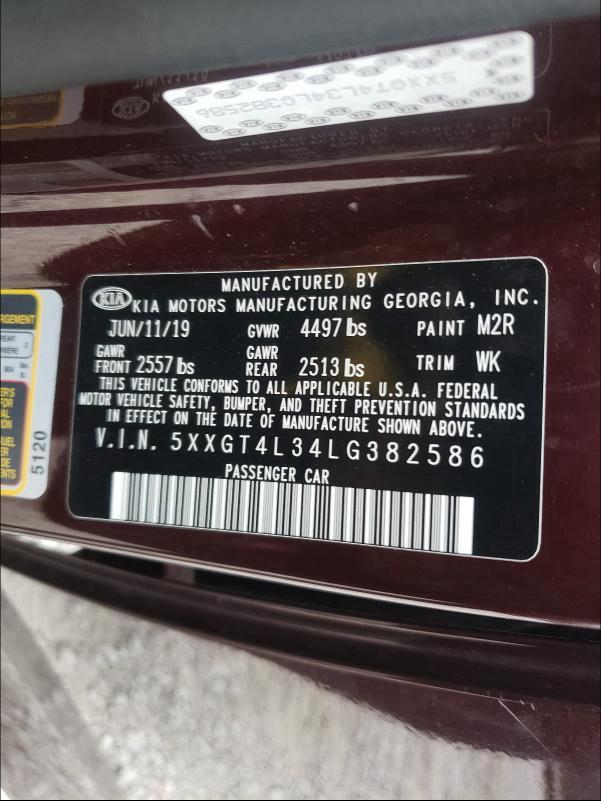 5XXGT4L34LG382586
MANUFACTURED BY
KIA KIA MOTORS MANUFACTURING GEORGIA, INC.
JUN/11/19 GVWR 4497 lbs PAINT M2R
GAWR FRONT 2557 lbs GAWR REAR 2513 lbs TRIM WK
THIS VEHICLE CONFORMS TO ALL APPLICABLE U.S.A. FEDERAL
MOTOR VEHICLE SAFETY, BUMPER, AND THEFT PREVENTION STANDARDS
IN EFFECT ON THE DATE OF MANUFACTURE SHOWN ABOVE.
V.I.N. 5XXGT4L34LG382586
PASSENGER CAR
5120